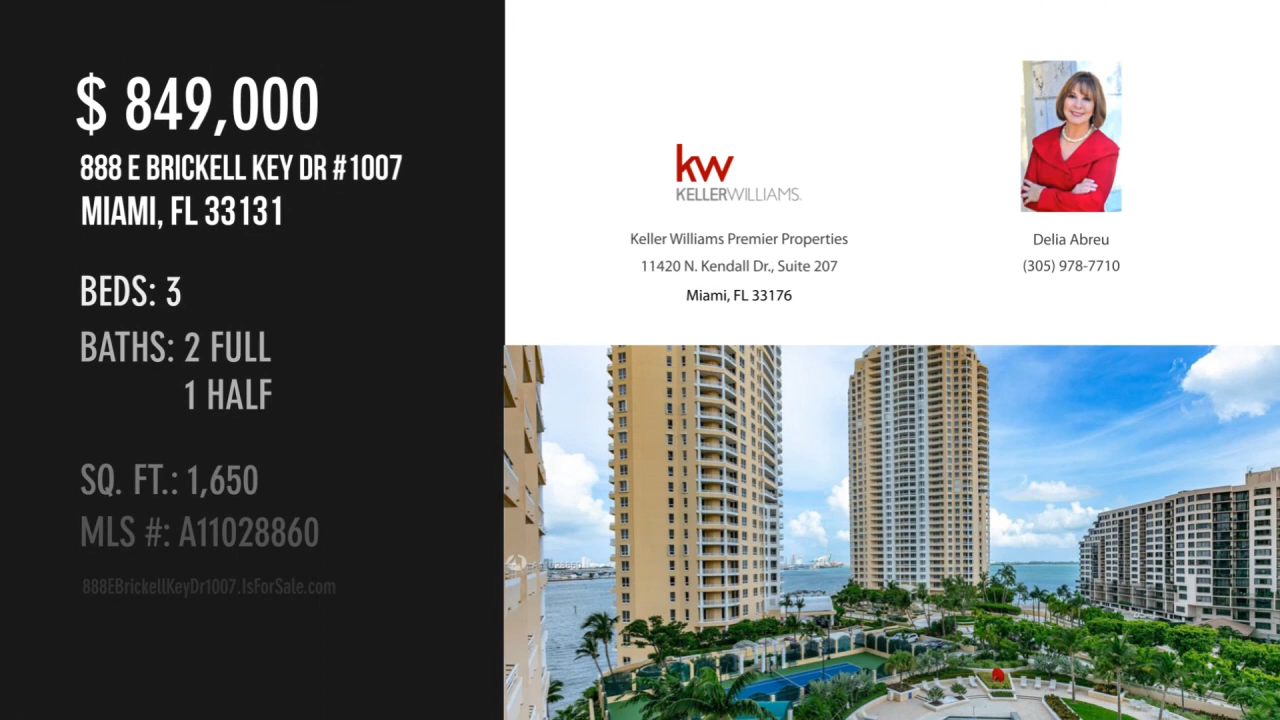 $ 849,000
888 E BRICKELL KEY DR #1007
MIAMI, FL 33131
BEDS: 3
BATHS: 2 FULL
1 HALF
SQ. FT.: 1,650
MLS #: A11028860
888EBrickellKeyDr1007.IsForSale.com
kw
KELLERWILLIAMS.
Keller Williams Premier Properties
11420 N. Kendall Dr., Suite 207
Miami, FL 33176
Delia Abreu
(305) 978-7710